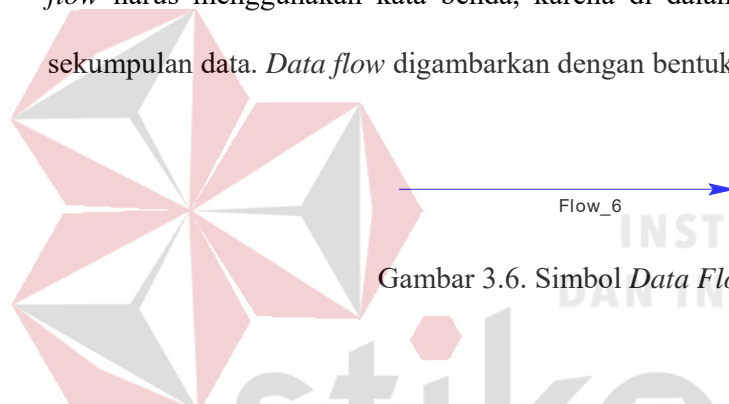 flow harus menggunakan kata benda, karena di dalam
sekumpulan data. Data flow digambarkan dengan bentuk
Flow_6
INST
Gambar 3.6. Simbol Data Flo
DAN IN
stiko